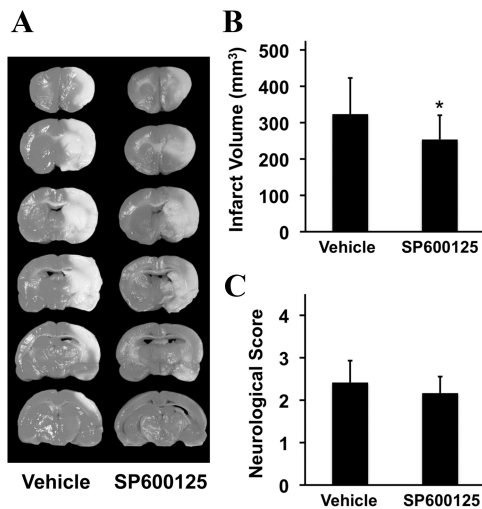 A
Vehicle SP600125
B
Infarct Volume (mm³)
500
400
300
200
100
0
*
Vehicle SP600125
C
Neurological Score
4
3
2
1
0
Vehicle SP600125